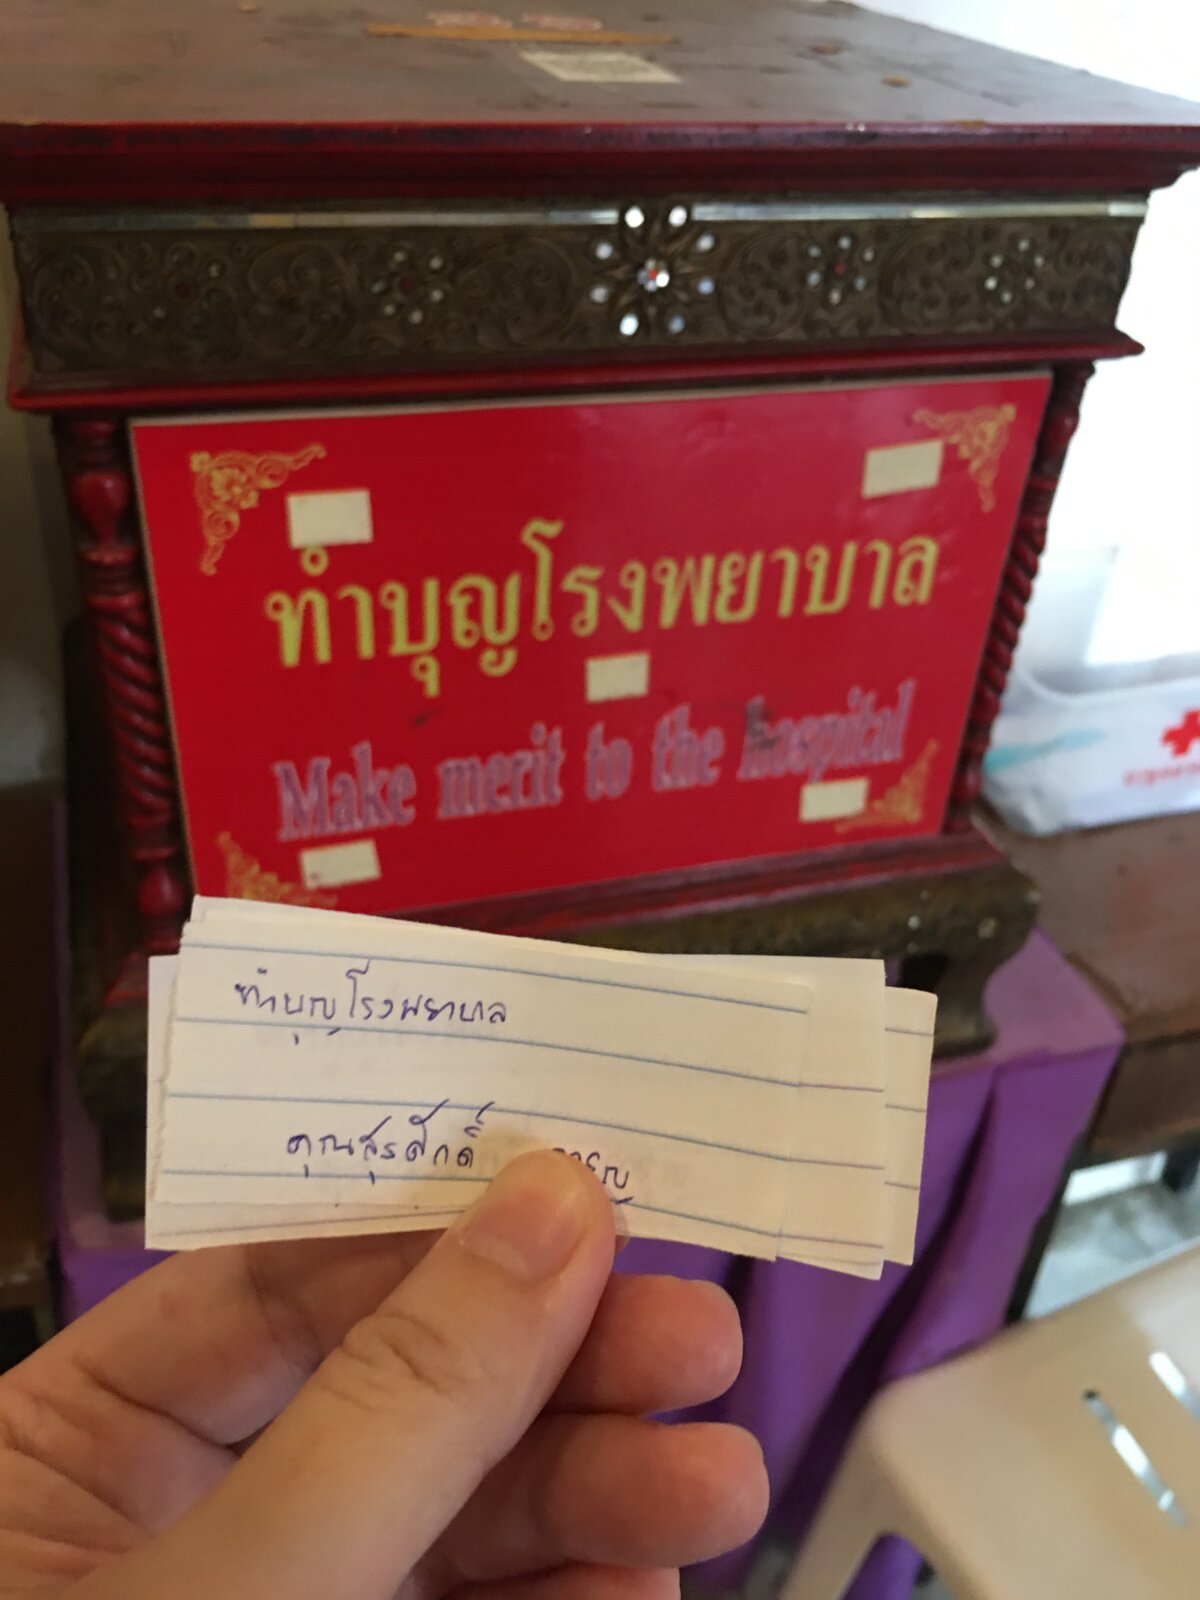 ทำบุญโรงพยาบาล
Make merit to the hospital
ทำบุญโรงพยาบาล
คุณสุรศักดิ์